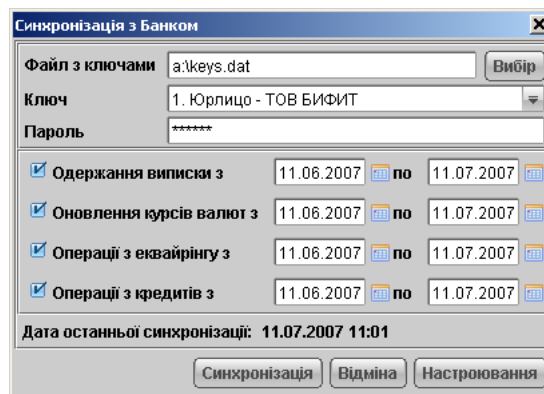 Синхронізація з Банком
Файл з ключами a:\keys.dat Вибір
Ключ 1. Юрлицо - ТОВ БИФИТ
Пароль ******
Одержання виписки з 11.06.2007 по 11.07.2007
Оновлення курсів валют з 11.06.2007 по 11.07.2007
Операції з еквайрінгу з 11.06.2007 по 11.07.2007
Операції з кредитів з 11.06.2007 по 11.07.2007
Дата останньої синхронізації: 11.07.2007 11:01
Синхронізація Відміна Настроювання